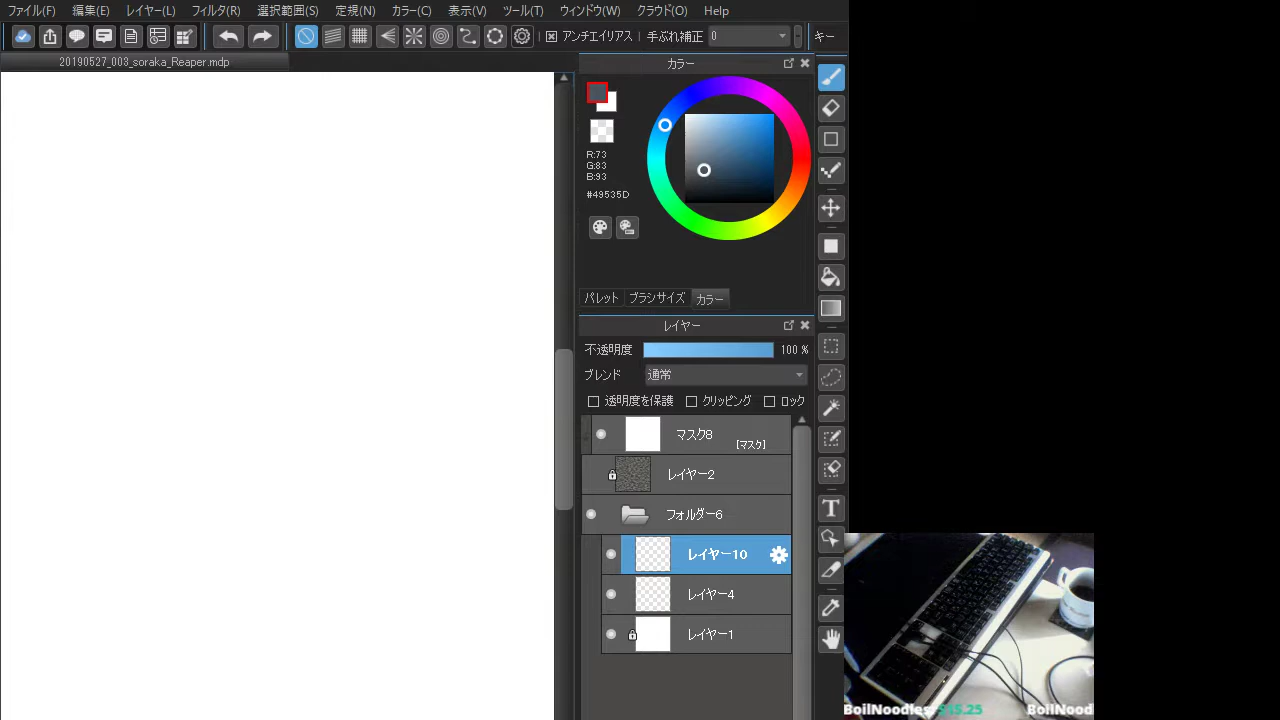 ファイル(F) 編集(E) レイヤー(L) フィルタ(R) 選択範囲(S) 定規(N) カラー(C) 表示(V) ツール(T) ウィンドウ(W) クラウド(O) Help
アンチエイリアス 手ぶれ補正 0 キー
20190527_003_soraka_Reaper.mdp
カラー
R:73
G:83
B:93
#49535D
パレット ブラシサイズ カラー
レイヤー
不透明度 100 %
ブレンド 通常
透明度を保護 クリッピング ロック
マスク8
[マスク]
レイヤー2
フォルダー6
レイヤー10
レイヤー4
レイヤー1
T
BoilNoodles: $15.25 BoilNood